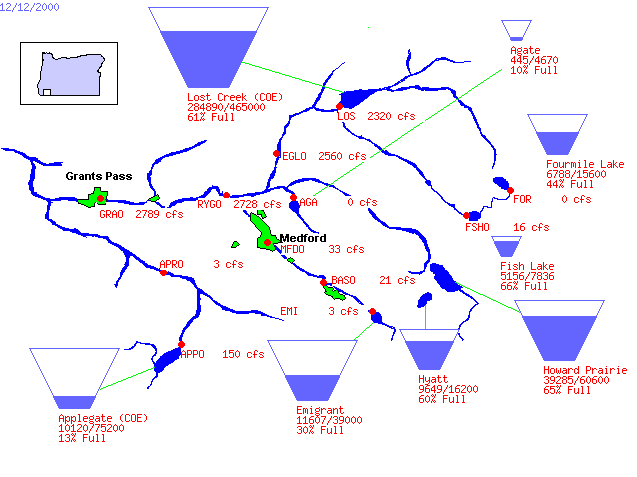 12/12/2000
Agate
445/4670
10% Full
Lost Creek (COE)
284890/465000
61% Full
LOS 2320 cfs
EGLO 2560 cfs
Fourmile Lake
6788/15600
44% Full
Grants Pass
FOR 0 cfs
GRAO 2789 cfs
RYGO 2728 cfs
AGA 0 cfs
FSHO 16 cfs
Medford
MFDO 33 cfs
Fish Lake
5156/7836
66% Full
APRO 3 cfs
BASO 21 cfs
EMI 3 cfs
APPO 150 cfs
Howard Prairie
39285/60600
65% Full
Hyatt
9649/16200
60% Full
Emigrant
11607/39000
30% Full
Applegate (COE)
10120/75200
13% Full